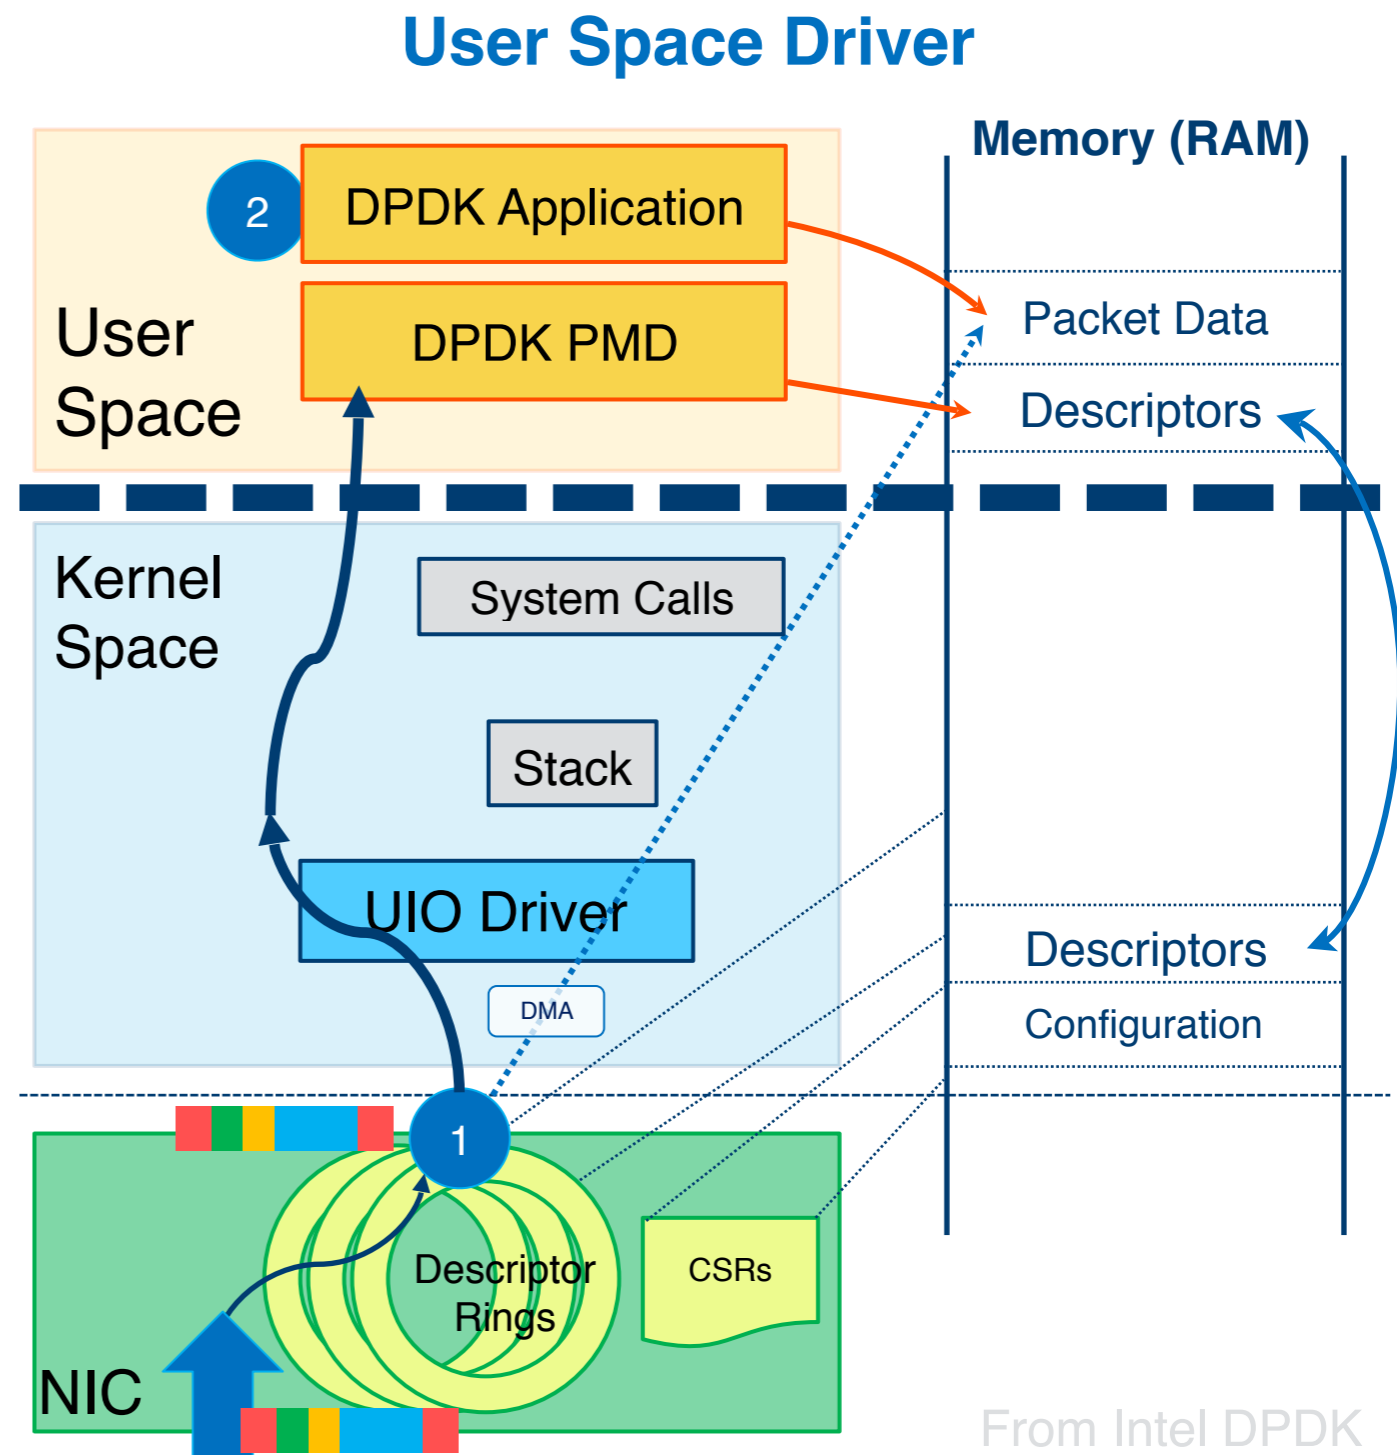 User Space Driver
Memory (RAM)
2
DPDK Application
Packet Data
User
Space
DPDK PMD
Descriptors
Kernel
Space
System Calls
Stack
UIO Driver
Descriptors
DMA
Configuration
1
Descriptor
Rings
CSRs
NIC
From Intel DPDK